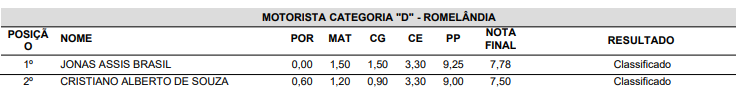 MOTORISTA CATEGORIA "D" - ROMELÂNDIA
POSIÇÃO NOME POR MAT CG CE PP NOTA FINAL RESULTADO
1º JONAS ASSIS BRASIL 0,00 1,50 1,50 3,30 9,25 7,78 Classificado
2º CRISTIANO ALBERTO DE SOUZA 0,60 1,20 0,90 3,30 9,00 7,50 Classificado